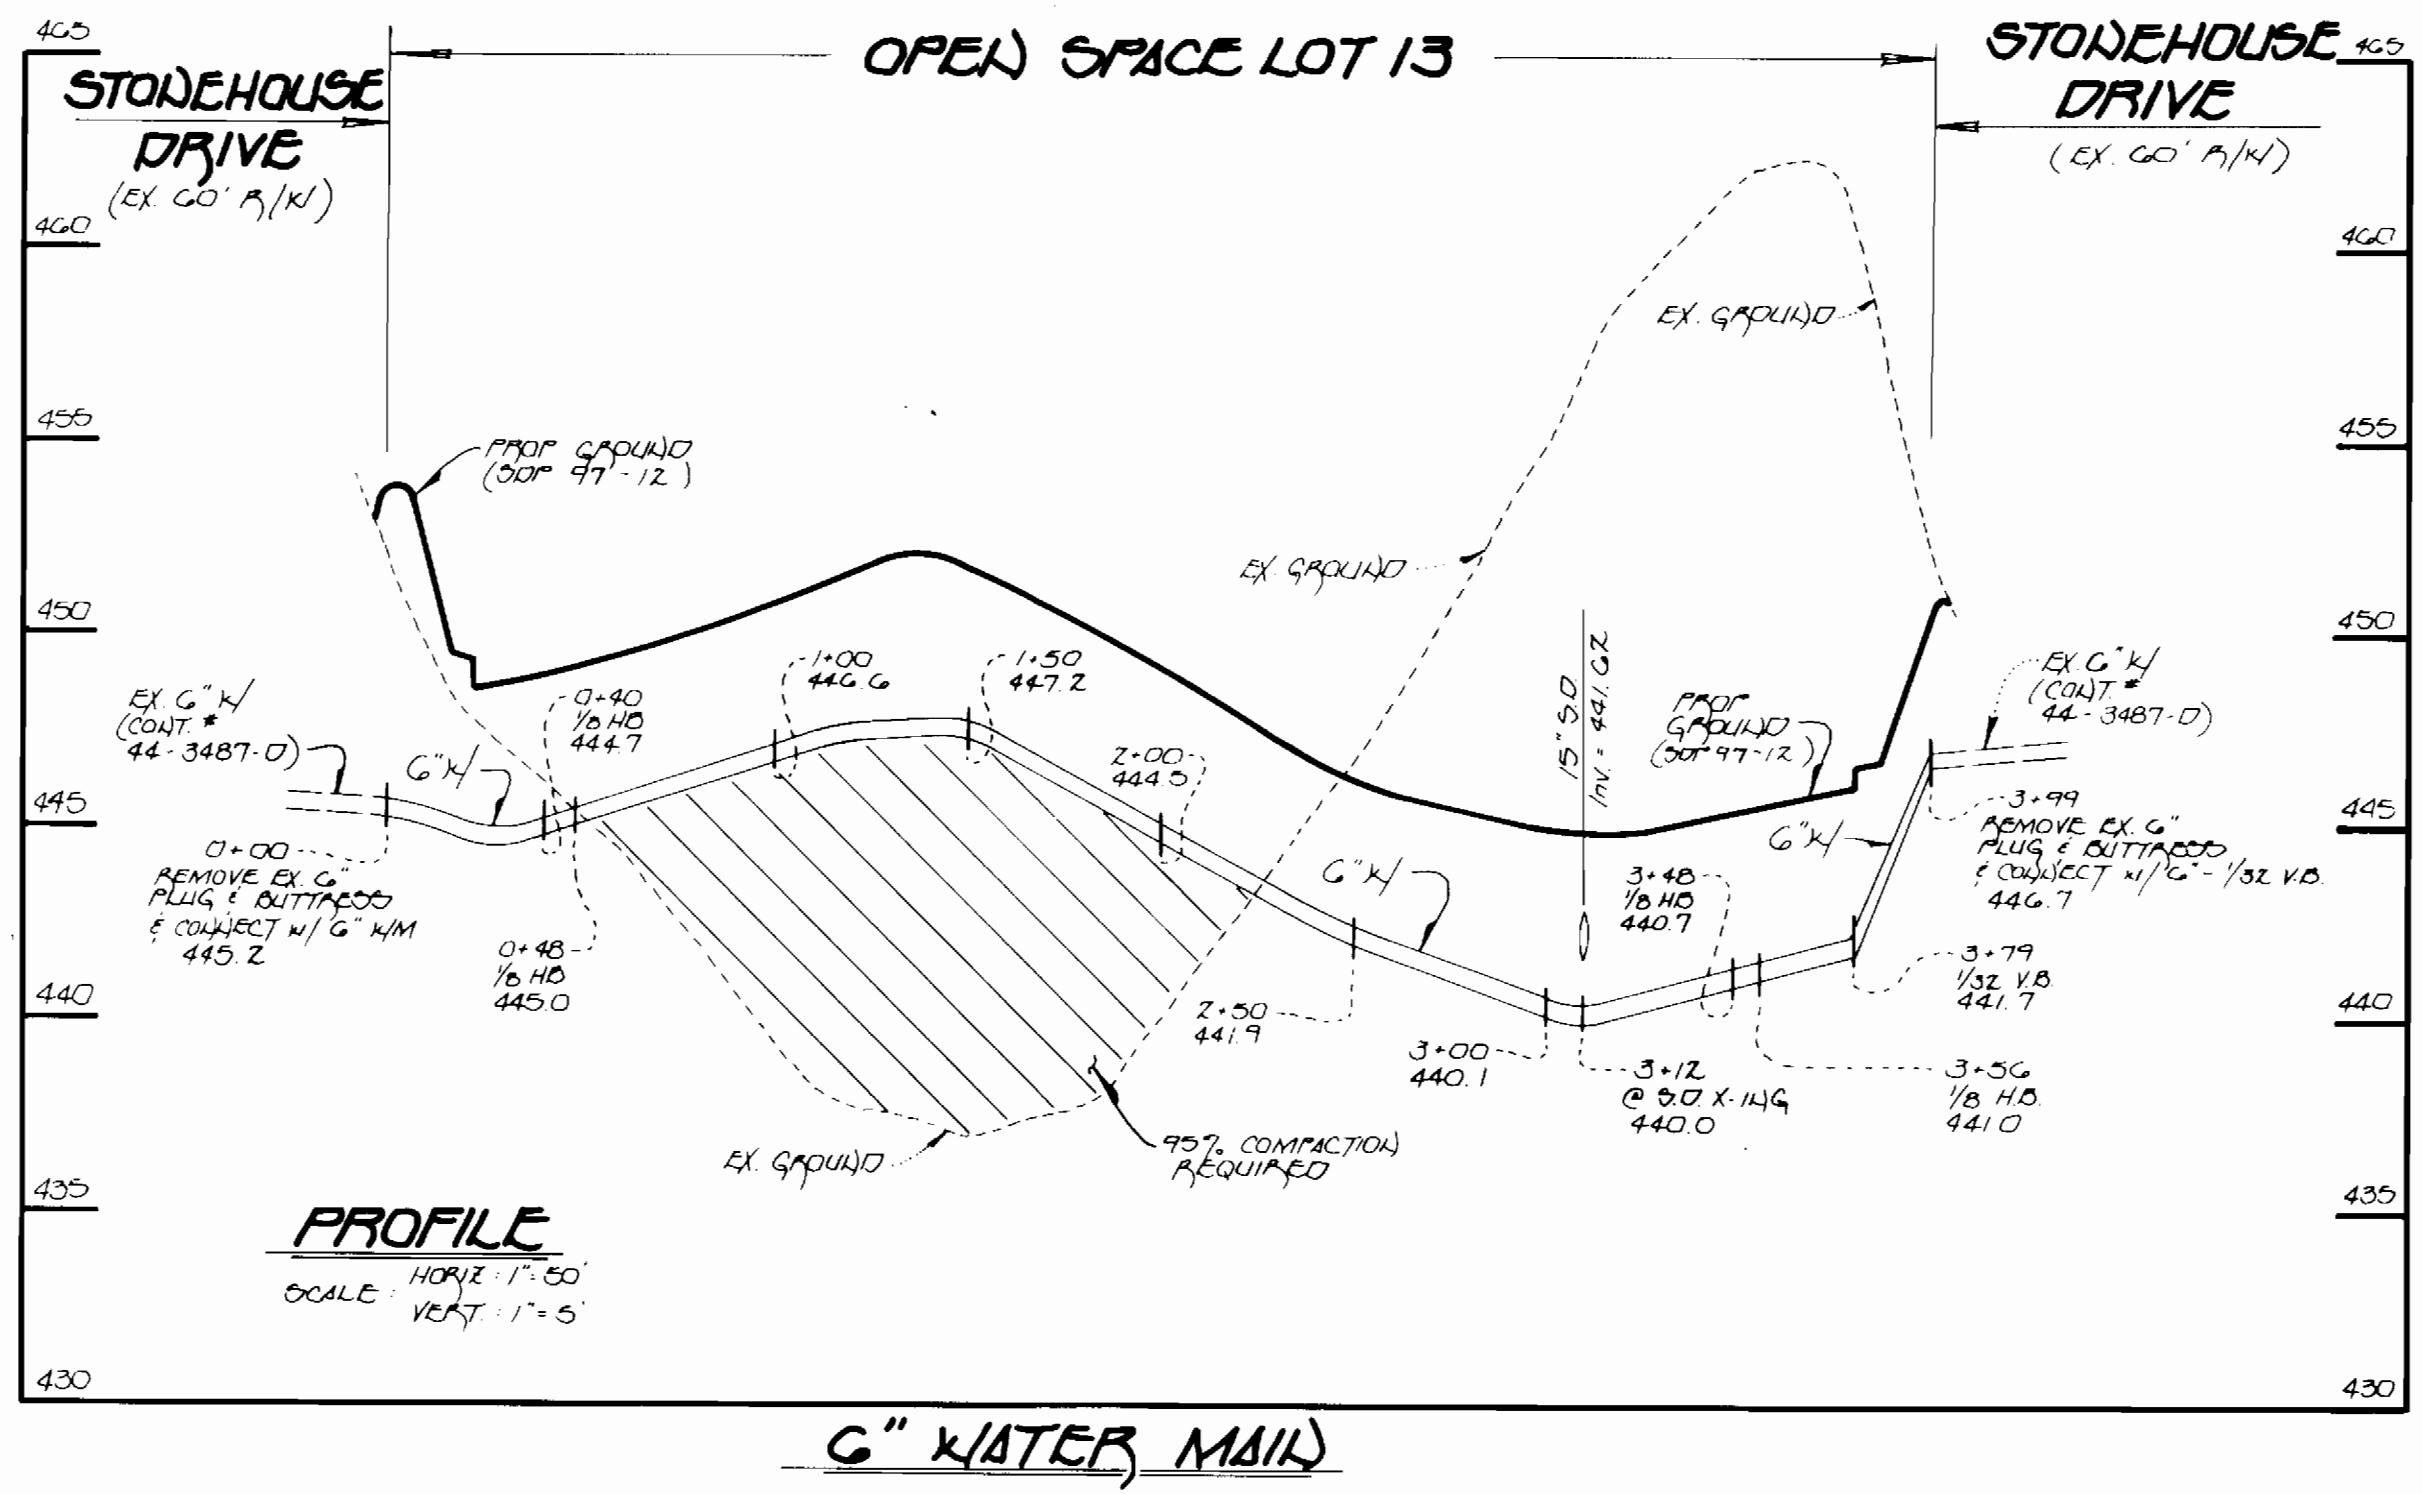 465
STONEHOUSE
DRIVE
(EX. 60' R/W)
OPEN SPACE LOT 13
STONEHOUSE
DRIVE
(EX. 60' R/W)
465
460
460
455
455
450
450
445
445
440
440
435
435
430
430
PROP GROUND
(SDP 97-12)
EX. GROUND
EX. GROUND
EX. 6" W
(CONT. #
44-3487-D)
6" W
0+40
1/8 HB
444.7
1+00
446.6
1+50
447.2
2+00
444.5
15" S.D.
Inv. = 441.62
PROP
GROUND
(SDP 97-12)
EX. 6" W
(CONT. #
44-3487-D)
0+00
REMOVE EX. 6"
PLUG & BUTTRESS
& CONNECT W/ 6" WM
445.2
0+48
1/8 HB
445.0
6" W
6" W
3+48
1/8 HB
440.7
3+99
REMOVE EX. 6"
PLUG & BUTTRESS
& CONNECT W/ 6"-1/32 V.B.
446.7
3+79
1/32 V.B.
441.7
2+50
441.9
3+00
440.1
3+12
@ S.D. X-ING
440.0
3+56
1/8 H.B.
441.0
EX. GROUND
95% COMPACTION
REQUIRED
PROFILE
SCALE: HORIZ: 1"=50'
VERT.: 1"=5'
6" WATER MAIN